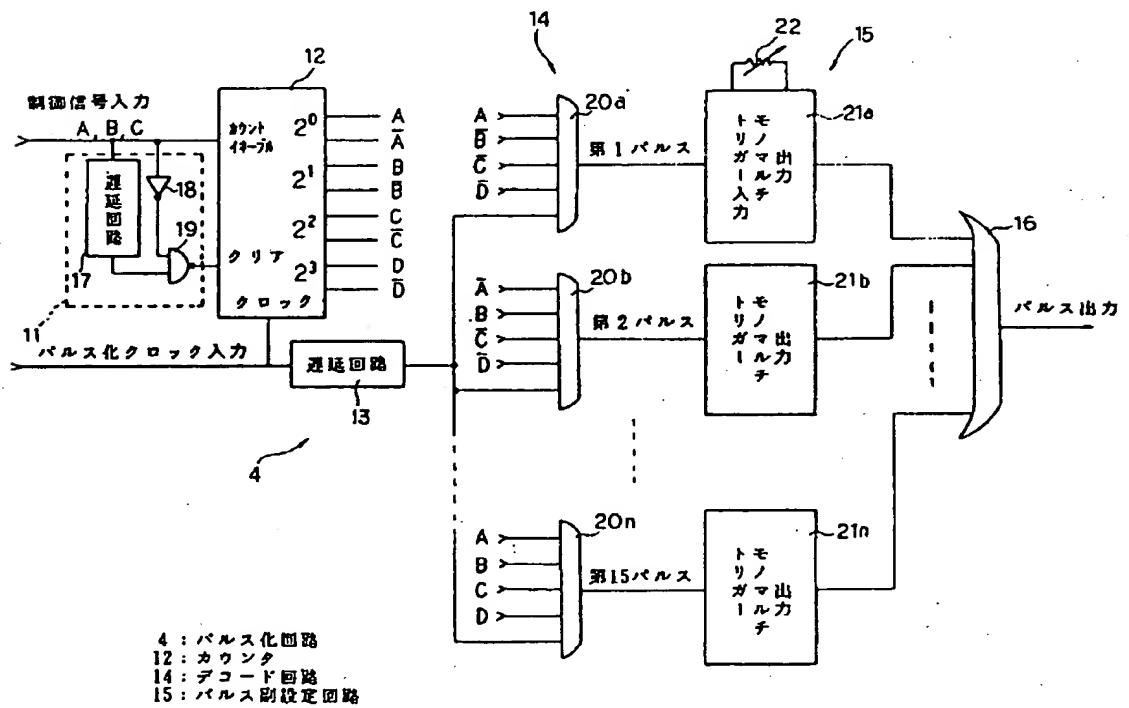 12
制御信号入力
A, B, C
カウント
イネーブル
2⁰
2¹
2²
2³
クリア
クロック
A
A̅
B
B̅
C
C̅
D
D̅
遅延回路
17
18
19
11
パルス化クロック入力
遅延回路
13
4
14
A
B̅
C̅
D̅
20a
第1パルス
A̅
B
C̅
D̅
20b
第2パルス
A
B
C
D
20n
第15パルス
22
15
トリガー入力
モノマルチ
出力
21a
トリガー
モノマルチ
出力
21b
トリガー
モノマルチ
出力
21n
16
パルス出力
4：パルス化回路
12：カウンタ
14：デコード回路
15：パルス副設定回路